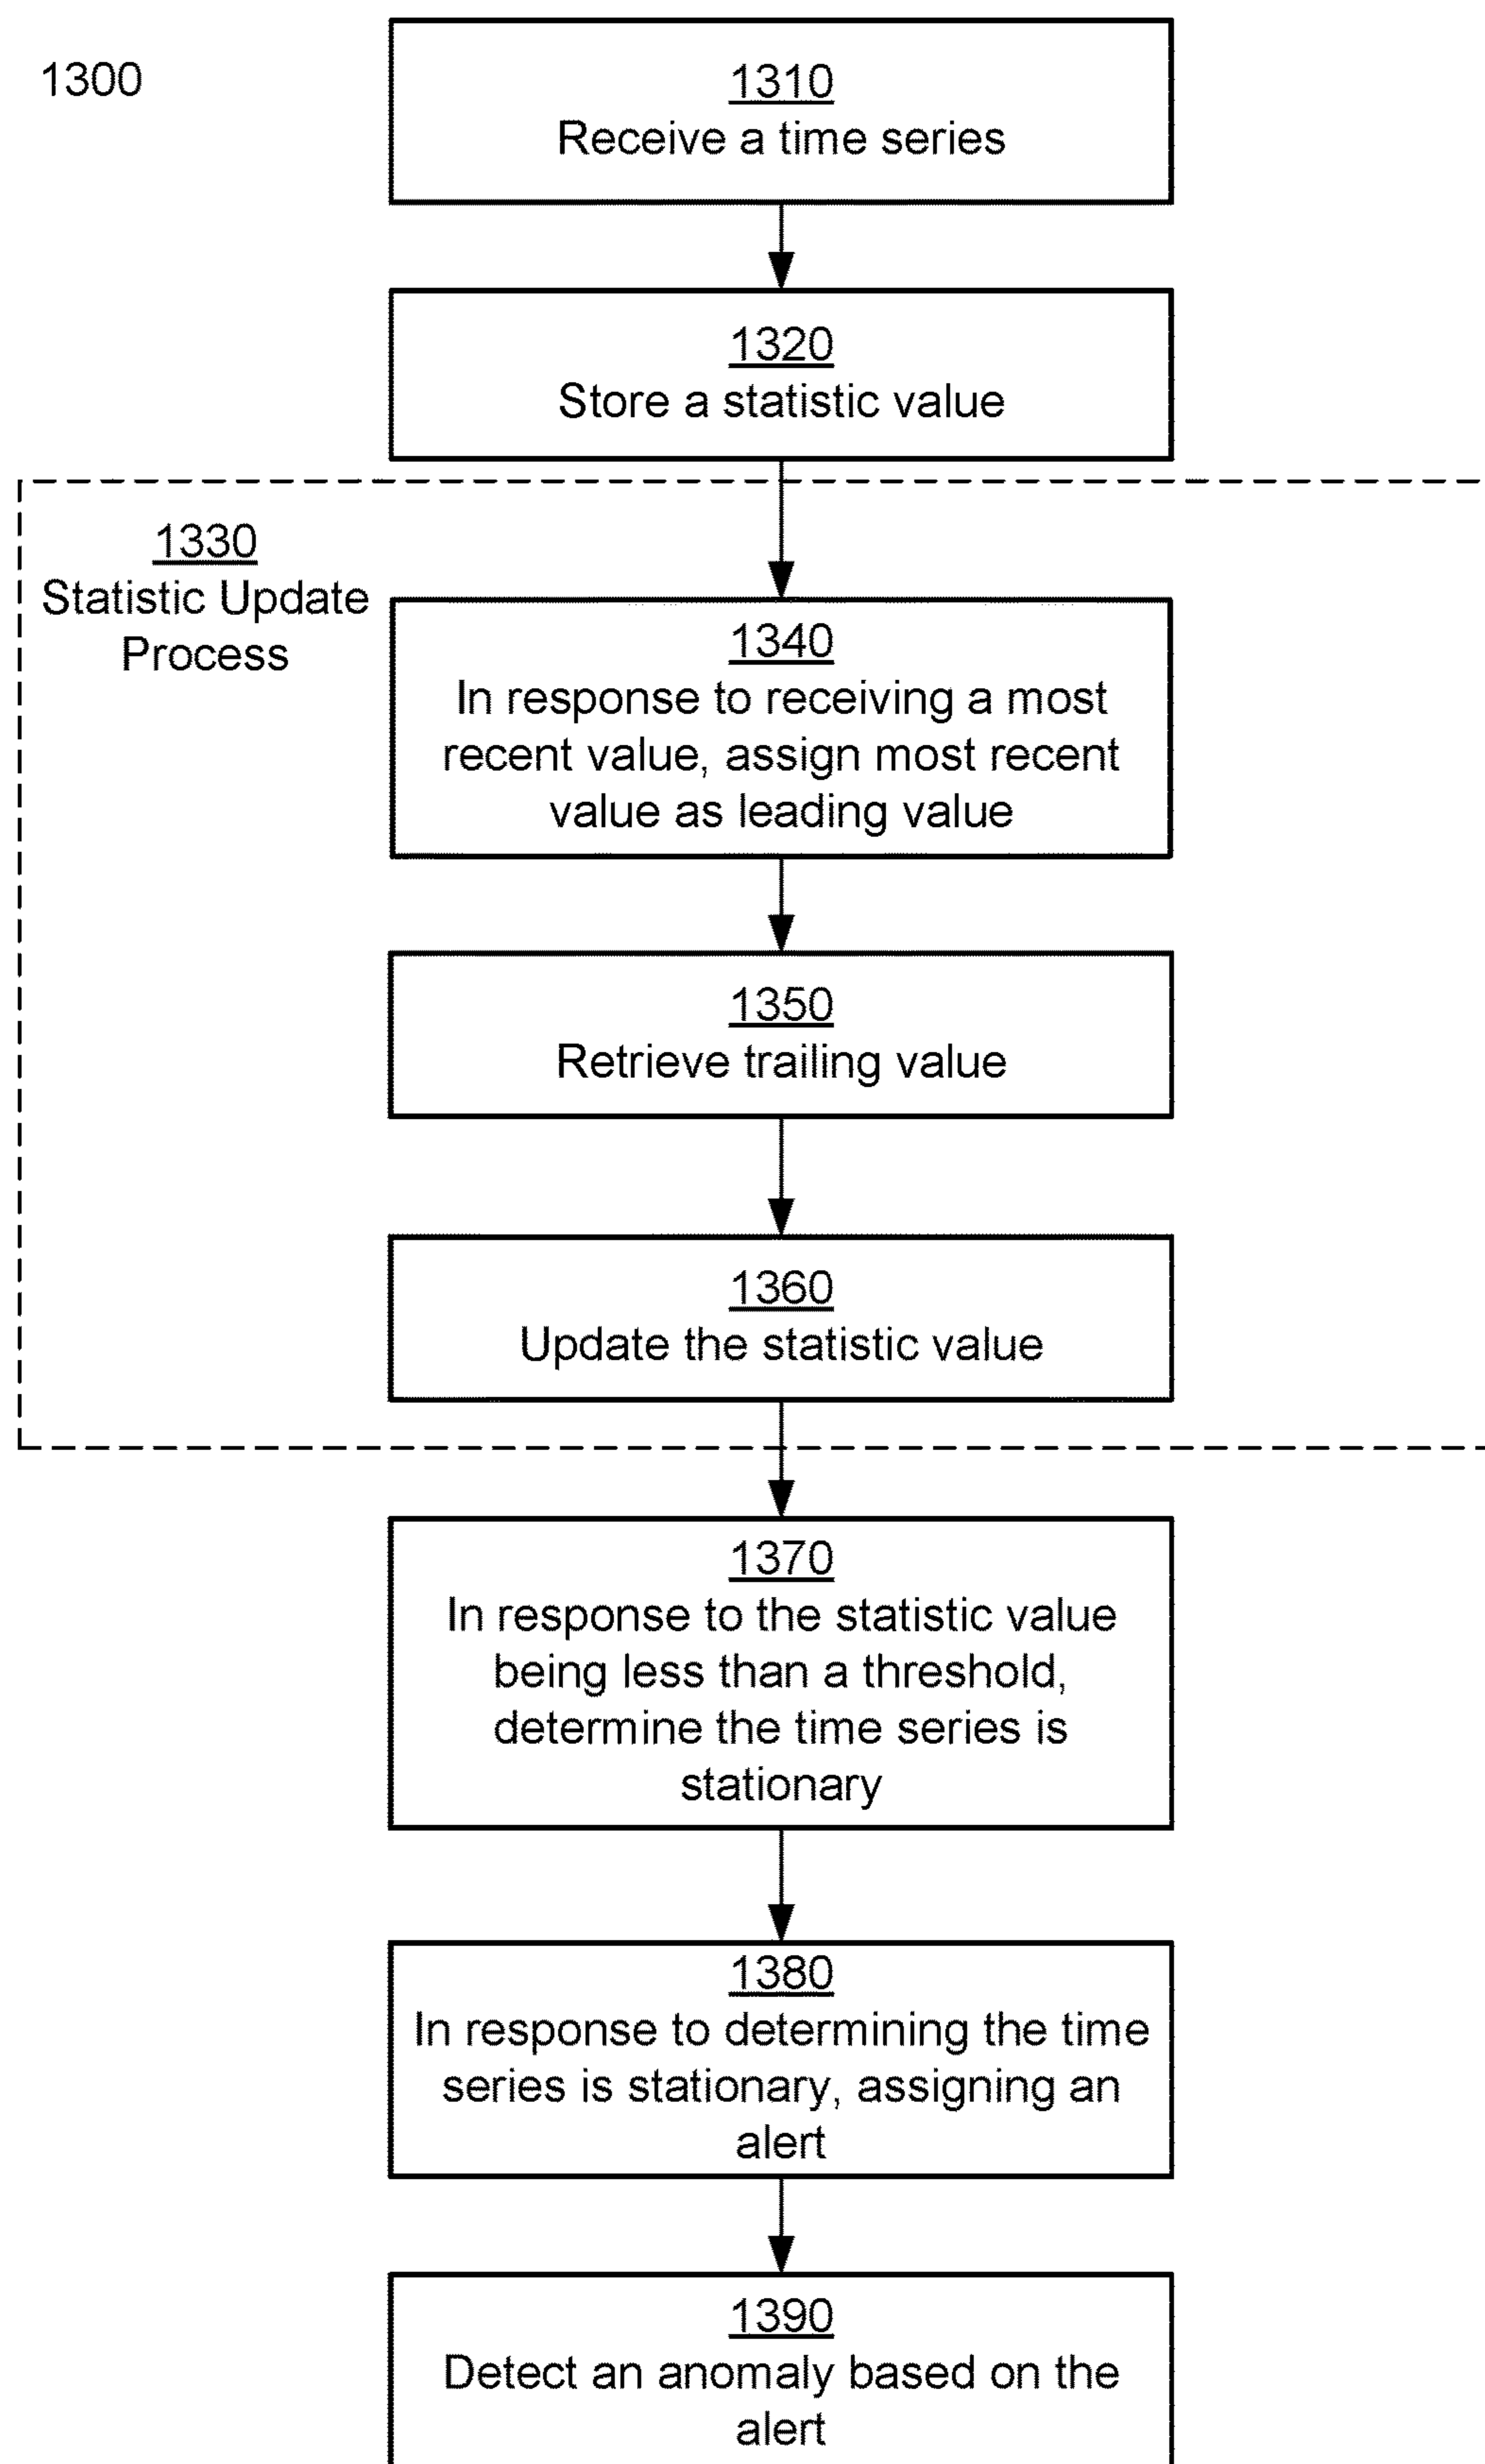 1300
1310
Receive a time series
1320
Store a statistic value
1330
Statistic Update
Process
1340
In response to receiving a most
recent value, assign most recent
value as leading value
1350
Retrieve trailing value
1360
Update the statistic value
1370
In response to the statistic value
being less than a threshold,
determine the time series is
stationary
1380
In response to determining the time
series is stationary, assigning an
alert
1390
Detect an anomaly based on the
alert